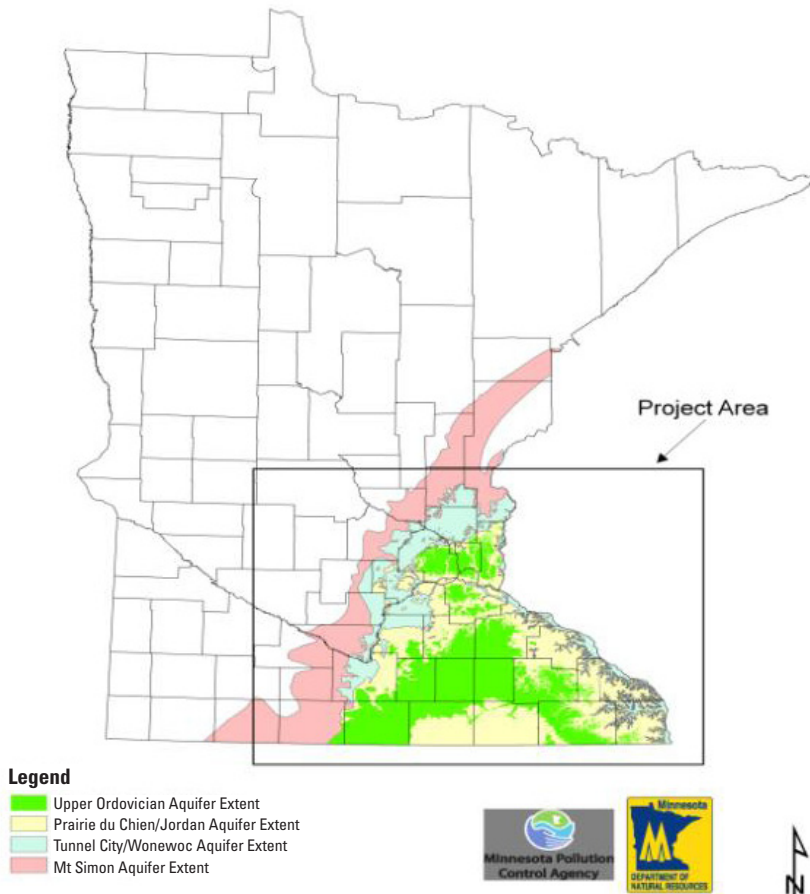 Project Area
Legend
Upper Ordovician Aquifer Extent
Prairie du Chien/Jordan Aquifer Extent
Tunnel City/Wonewoc Aquifer Extent
Mt Simon Aquifer Extent
Minnesota Pollution
Control Agency
Minnesota
DEPARTMENT OF
NATURAL RESOURCES
N